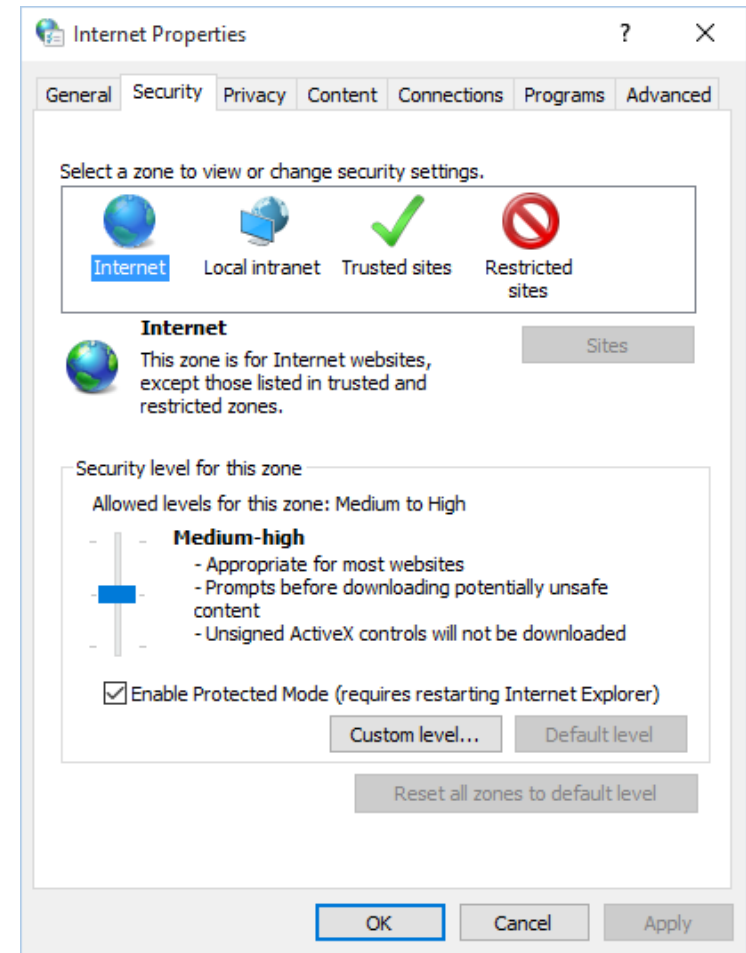 Internet Properties
?
General Security Privacy Content Connections Programs Advanced
Select a zone to view or change security settings.
Internet Local intranet Trusted sites Restricted
sites
Internet
Sites
This zone is for Internet websites,
except those listed in trusted and
restricted zones.
Security level for this zone
Allowed levels for this zone: Medium to High
Medium-high
- Appropriate for most websites
- Prompts before downloading potentially unsafe
content
- Unsigned ActiveX controls will not be downloaded
Enable Protected Mode (requires restarting Internet Explorer)
Custom level... Default level
Reset all zones to default level
OK Cancel Apply